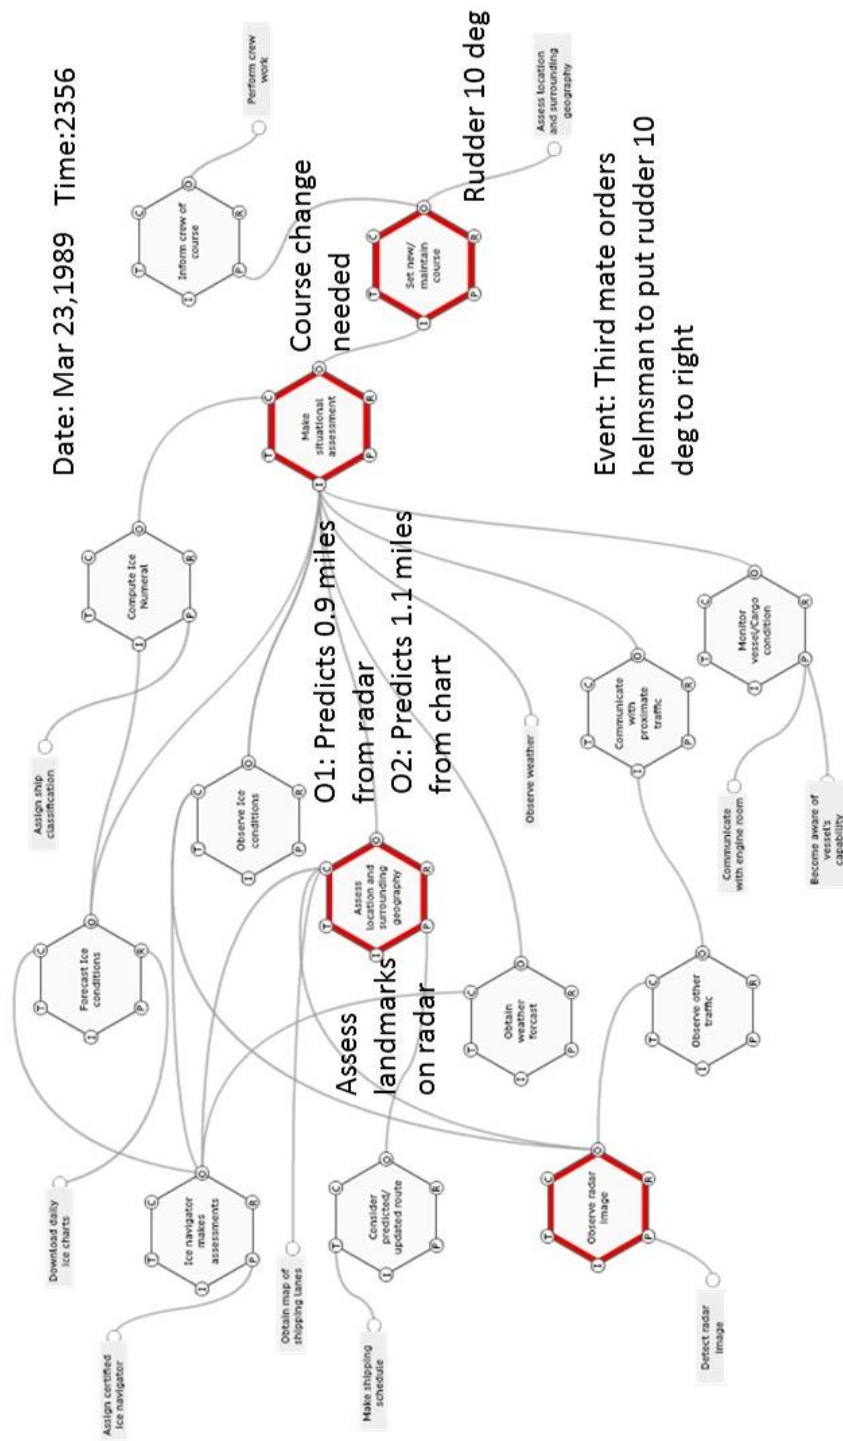 Date: Mar 23,1989 Time:2356
Download daily
ice charts
T
C
I
Forecast Ice
conditions
O
P
R
Assign ship
classification
T
C
I
Compute Ice
Numeral
O
P
R
Assign certified
ice navigator
T
C
I
Ice navigator
makes
assessments
O
P
R
T
C
I
Inform crew of
course
O
P
R
Perform crew
work
T
C
I
Observe Ice
conditions
O
P
R
Obtain map of
shipping lanes
T
C
I
Make
situational
assessment
O
P
R
Course change
needed
O1: Predicts 0.9 miles
from radar
O2: Predicts 1.1 miles
from chart
Assess
landmarks
on radar
T
C
I
Assess
location and
surrounding
geography
O
P
R
T
C
I
Set new/
maintain
course
O
P
R
Rudder 10 deg
Assess location
and surrounding
geography
T
C
I
Consider
predicted/
updated route
O
P
R
Make shipping
schedule
T
C
I
Obtain
weather
forcast
O
P
R
Observe weather
T
C
I
Observe radar
image
O
P
R
Detect radar
image
T
C
I
Communicate
with
proximate
traffic
O
P
R
Event: Third mate orders
helmsman to put rudder 10
deg to right
T
C
I
Observe other
traffic
O
P
R
T
C
I
Monitor
vessel/Cargo
condition
O
P
R
Communicate
with engine room
Become aware of
vessel's
capability